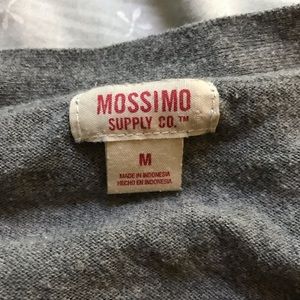 MOSSIMO
SUPPLY CO.™
M
MADE IN INDONESIA
HECHO EN INDONESIA